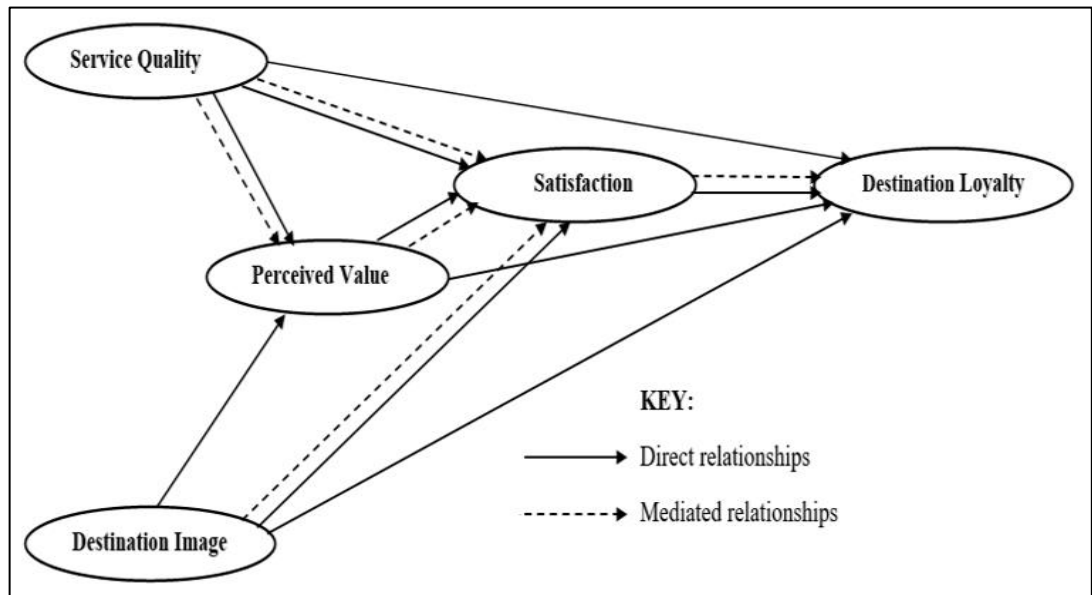 Service Quality
Satisfaction
Destination Loyalty
Perceived Value
KEY:
Direct relationships
Mediated relationships
Destination Image